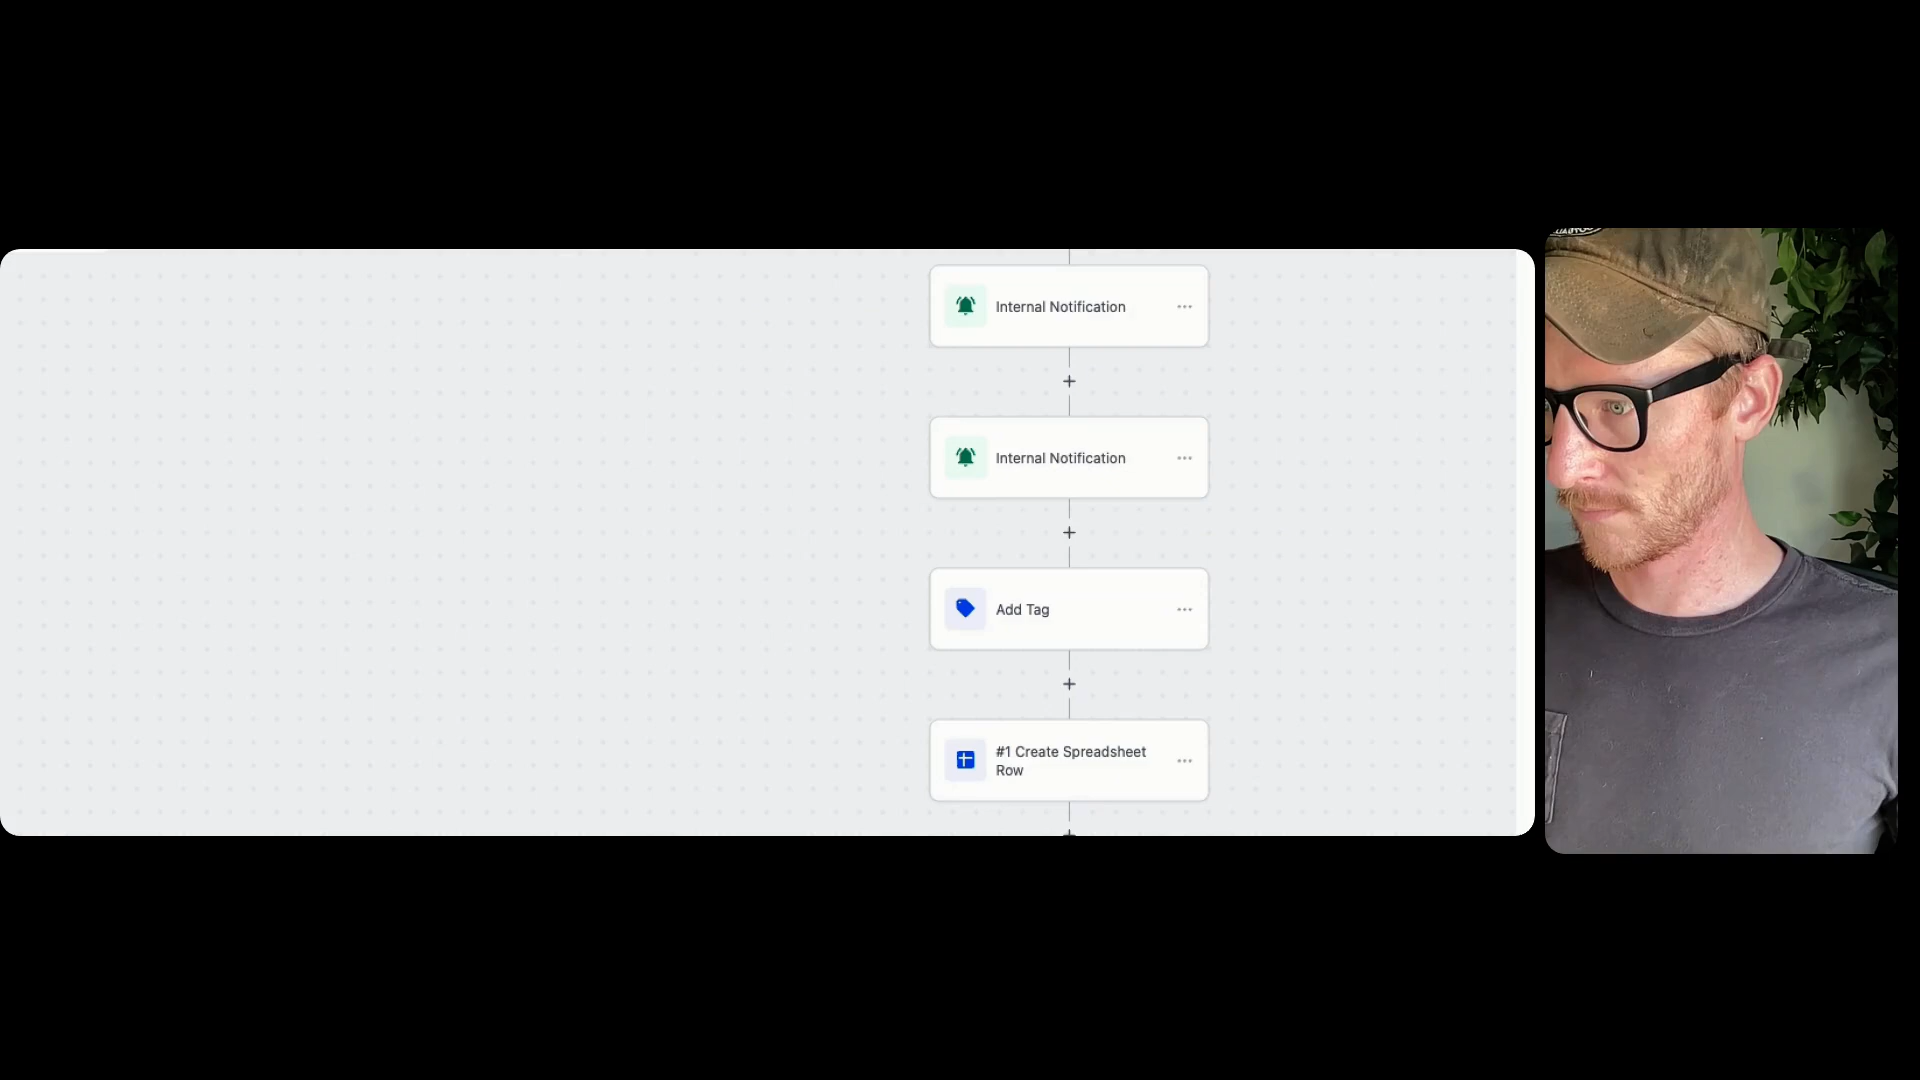 Internal Notification
Internal Notification
Add Tag
#1 Create Spreadsheet
Row